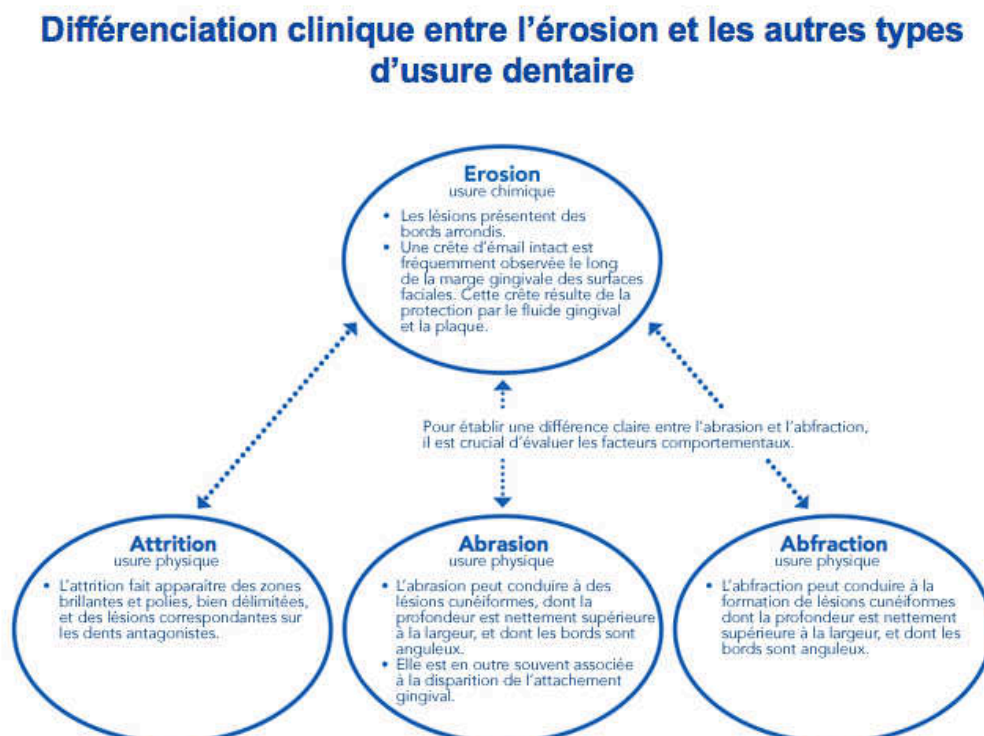 Différenciation clinique entre l'érosion et les autres types
d'usure dentaire
Erosion
usure chimique
• Les lésions présentent des
bords arrondis.
• Une crête d'émail intact est
fréquemment observée le long
de la marge gingivale des surfaces
faciales. Cette crête résulte de la
protection par le fluide gingival
et la plaque.
Pour établir une différence claire entre l'abrasion et l'abfraction,
il est crucial d'évaluer les facteurs comportementaux.
Attrition
usure physique
• L'attrition fait apparaître des zones
brillantes et polies, bien délimitées,
et des lésions correspondantes sur
les dents antagonistes.
Abrasion
usure physique
• L'abrasion peut conduire à des
lésions cunéiformes, dont la
profondeur est nettement supérieure
à la largeur, et dont les bords sont
anguleux.
• Elle est en outre souvent associée
à la disparition de l'attachement
gingival.
Abfraction
usure physique
• L'abfraction peut conduire à la
formation de lésions cunéiformes
dont la profondeur est nettement
supérieure à la largeur, et dont les
bords sont anguleux.